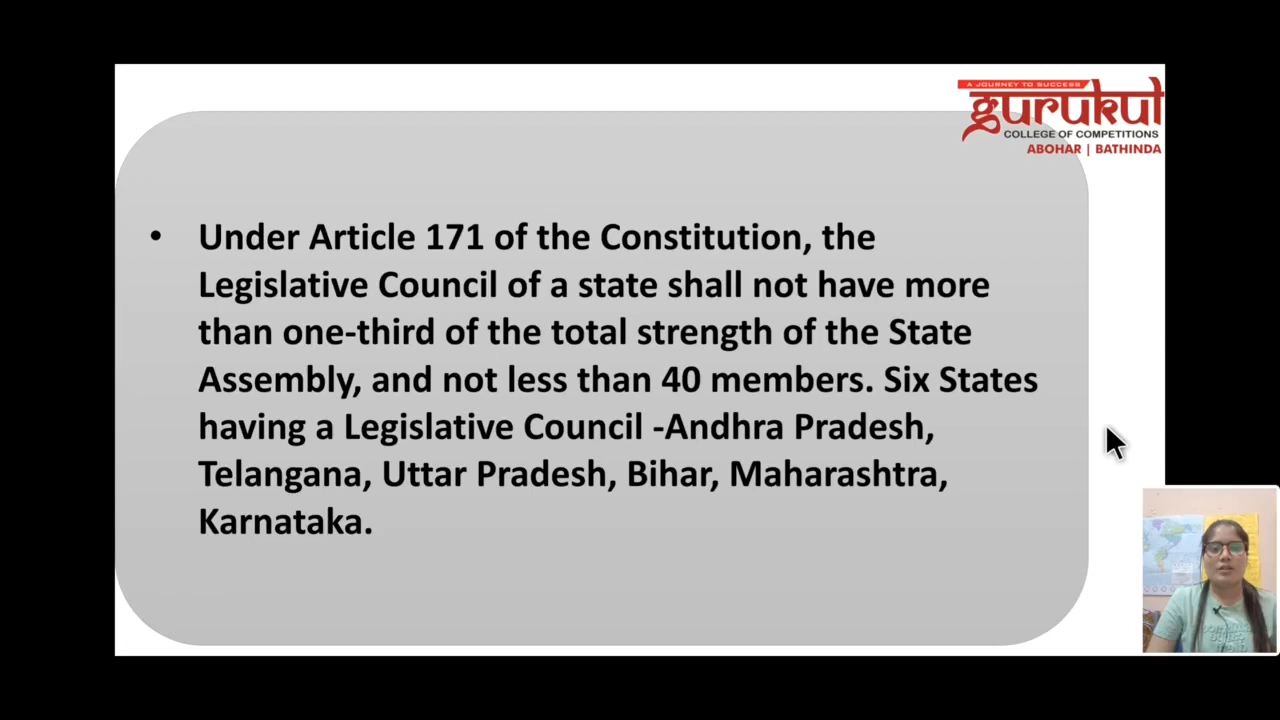 A JOURNEY TO SUCCESS
gurukul
COLLEGE OF COMPETITIONS
ABOHAR | BATHINDA
• Under Article 171 of the Constitution, the
Legislative Council of a state shall not have more
than one-third of the total strength of the State
Assembly, and not less than 40 members. Six States
having a Legislative Council -Andhra Pradesh,
Telangana, Uttar Pradesh, Bihar, Maharashtra,
Karnataka.